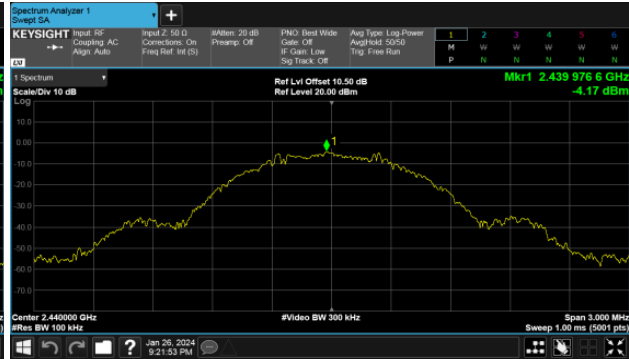 Spectrum Analyzer 1
Swept SA
+
KEYSIGHT Input: RF Input Z: 50 Ω #Atten: 20 dB PNO: Best Wide Avg Type: Log-Power 1 2 3 4 5 6
Coupling: AC Corrections: On Preamp: Off Gate: Off Avg|Hold: 50/50 M W W W W W
Align: Auto Freq Ref: Int (S) IF Gain: Low Trig: Free Run P N N N N N
Sig Track: Off
LXI
1 Spectrum Ref Lvl Offset 10.50 dB Mkr1 2.439 976 6 GHz
Scale/Div 10 dB Ref Level 20.00 dBm -4.17 dBm
Log
10.0
0.00
1
-10.0
-20.0
-30.0
-40.0
-50.0
-60.0
-70.0
Center 2.440000 GHz #Video BW 300 kHz Span 3.000 MHz
#Res BW 100 kHz Sweep 1.00 ms (5001 pts)
? Jan 26, 2024
9:21:53 PM